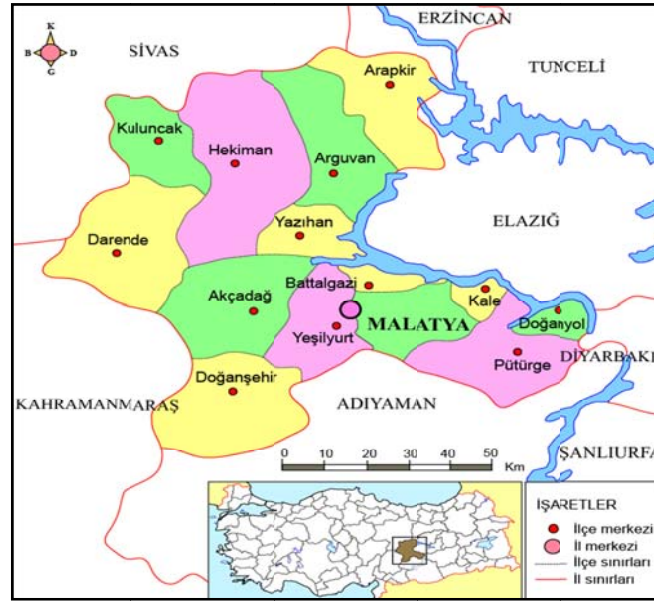 ERZİNCAN
K
B D
G
SİVAS
TUNCELİ
Arapkir
Kuluncak
Hekiman
Arguvan
Yazıhan
ELAZIĞ
Darende
Battalgazi
Akçadağ
Kale
MALATYA
Doğanyol
Yeşilyurt
Pütürge
DİYARBAKI
Doğanşehir
KAHRAMANMARAŞ
ADIYAMAN
ŞANLIURFA
0 10 20 30 40 50
Km
İŞARETLER
İlçe merkezi
İl merkezi
İlçe sınırları
İl sınırları